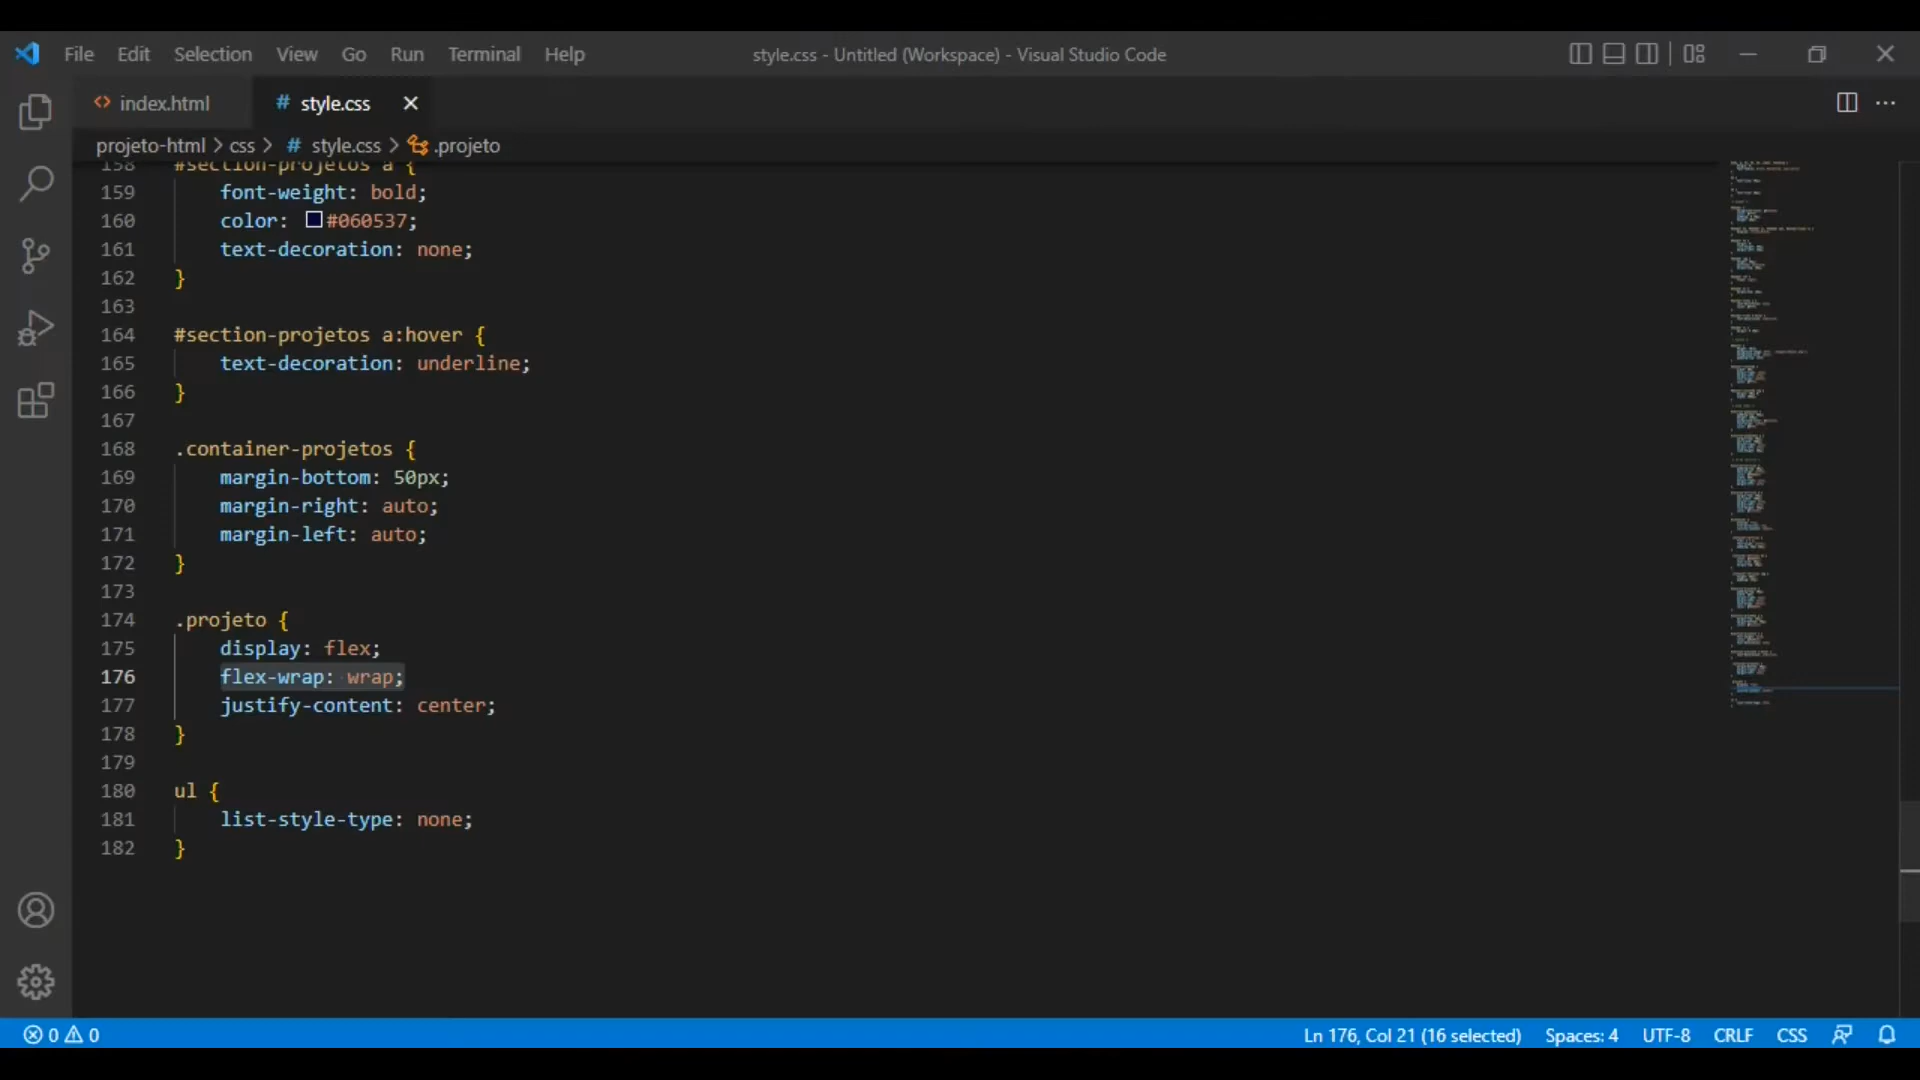 File Edit Selection View Go Run Terminal Help style.css - Untitled (Workspace) - Visual Studio Code
index.html # style.css
projeto-html > css > # style.css > .projeto
158 #section-projetos a {
159 font-weight: bold;
160 color: #060537;
161 text-decoration: none;
162 }
163
164 #section-projetos a:hover {
165 text-decoration: underline;
166 }
167
168 .container-projetos {
169 margin-bottom: 50px;
170 margin-right: auto;
171 margin-left: auto;
172 }
173
174 .projeto {
175 display: flex;
176 flex-wrap: wrap;
177 justify-content: center;
178 }
179
180 ul {
181 list-style-type: none;
182 }
0 0 Ln 176, Col 21 (16 selected) Spaces: 4 UTF-8 CRLF CSS